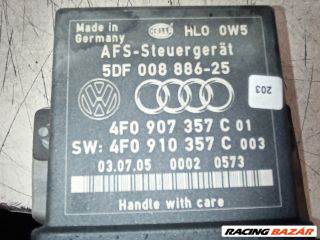 Made in
Germany
HELLA
HLO 0W5
AFS-Steuergerät
5DF 008 886-25
203
4F0 907 357 C 01
SW: 4F0 910 357 C 003
03.07.05 0002 0573
Handle with care
RACING BAZÁR